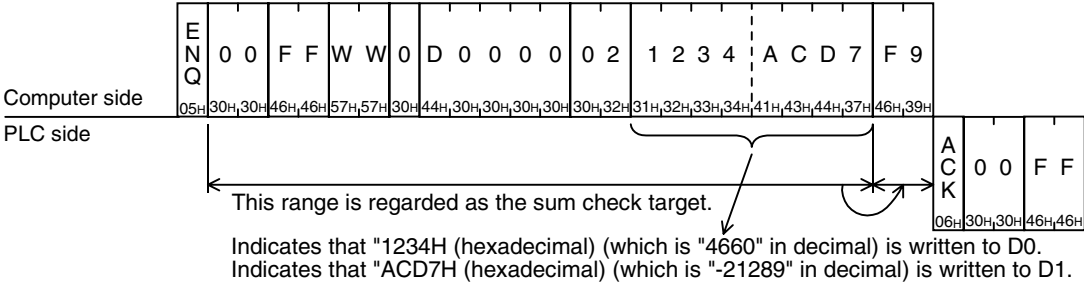 E N Q 0 0 F F W W 0 D 0 0 0 0 0 2 1 2 3 4 A C D 7 F 9
Computer side
05H 30H,30H 46H,46H 57H,57H 30H 44H,30H,30H,30H,30H 30H,32H 31H,32H,33H,34H,41H,43H,44H,37H 46H,39H
PLC side
A C K 0 0 F F
06H 30H,30H 46H,46H
This range is regarded as the sum check target.
Indicates that "1234H (hexadecimal) (which is "4660" in decimal) is written to D0.
Indicates that "ACD7H (hexadecimal) (which is "-21289" in decimal) is written to D1.